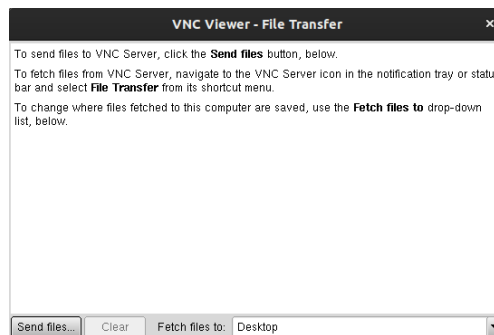 VNC Viewer - File Transfer
To send files to VNC Server, click the Send files button, below.
To fetch files from VNC Server, navigate to the VNC Server icon in the notification tray or statu
bar and select File Transfer from its shortcut menu.
To change where files fetched to this computer are saved, use the Fetch files to drop-down
list, below.
Send files... Clear Fetch files to: Desktop